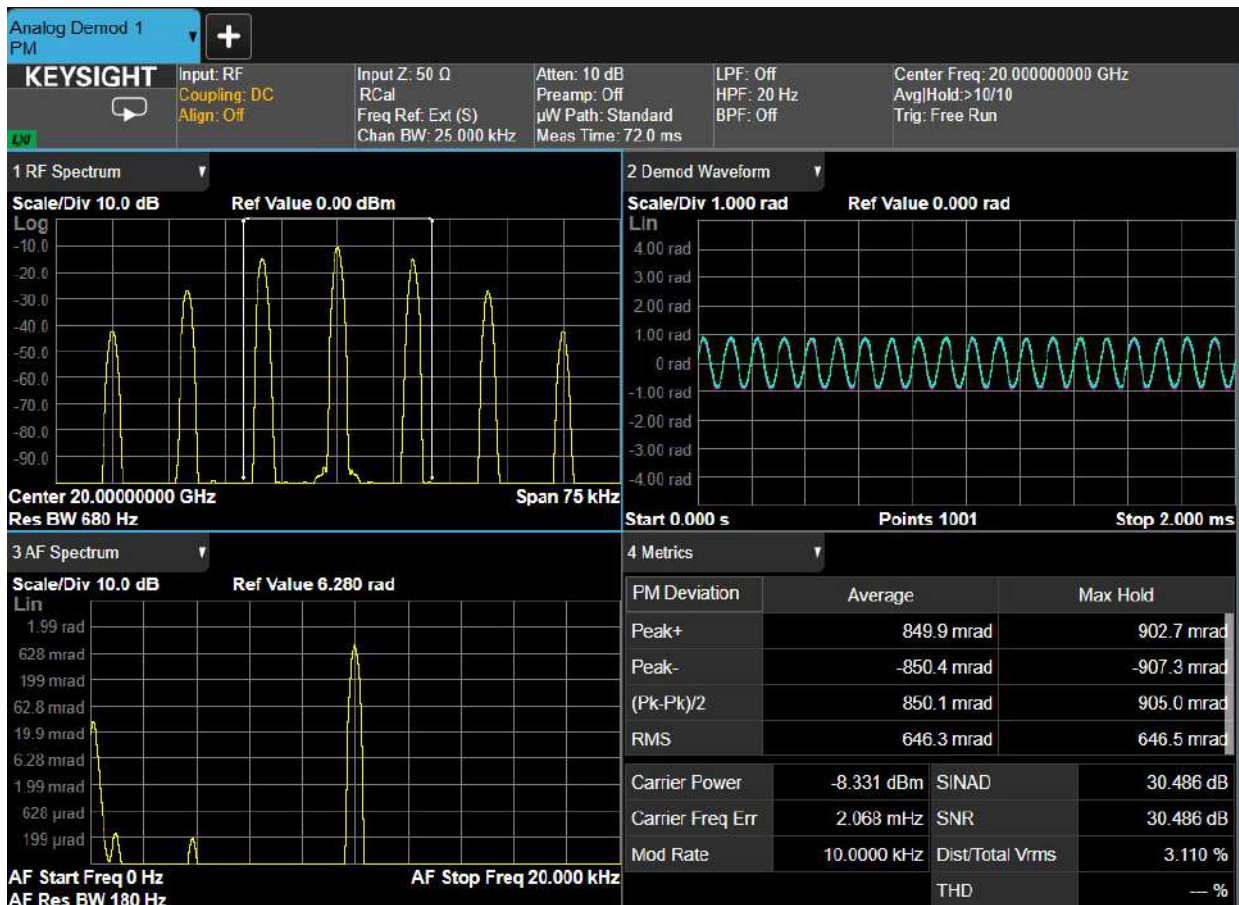 Analog Demod 1
PM
+
KEYSIGHT
LXI
Input: RF
Coupling: DC
Align: Off
Input Z: 50 Ω
RCal
Freq Ref: Ext (S)
Chan BW: 25.000 kHz
Atten: 10 dB
Preamp: Off
µW Path: Standard
Meas Time: 72.0 ms
LPF: Off
HPF: 20 Hz
BPF: Off
Center Freq: 20.000000000 GHz
Avg|Hold:>10/10
Trig: Free Run
1 RF Spectrum
Scale/Div 10.0 dB Ref Value 0.00 dBm
Log
-10.0
-20.0
-30.0
-40.0
-50.0
-60.0
-70.0
-80.0
-90.0
Center 20.00000000 GHz Span 75 kHz
Res BW 680 Hz
2 Demod Waveform
Scale/Div 1.000 rad Ref Value 0.000 rad
Lin
4.00 rad
3.00 rad
2.00 rad
1.00 rad
0 rad
-1.00 rad
-2.00 rad
-3.00 rad
-4.00 rad
Start 0.000 s Points 1001 Stop 2.000 ms
3 AF Spectrum
Scale/Div 10.0 dB Ref Value 6.280 rad
Lin
1.99 rad
628 mrad
199 mrad
62.8 mrad
19.9 mrad
6.28 mrad
1.99 mrad
628 µrad
199 µrad
AF Start Freq 0 Hz AF Stop Freq 20.000 kHz
AF Res BW 180 Hz
4 Metrics
PM Deviation Average Max Hold
Peak+ 849.9 mrad 902.7 mrad
Peak- -850.4 mrad -907.3 mrad
(Pk-Pk)/2 850.1 mrad 905.0 mrad
RMS 646.3 mrad 646.5 mrad
Carrier Power -8.331 dBm SINAD 30.486 dB
Carrier Freq Err 2.068 mHz SNR 30.486 dB
Mod Rate 10.0000 kHz Dist/Total Vrms 3.110 %
THD --- %